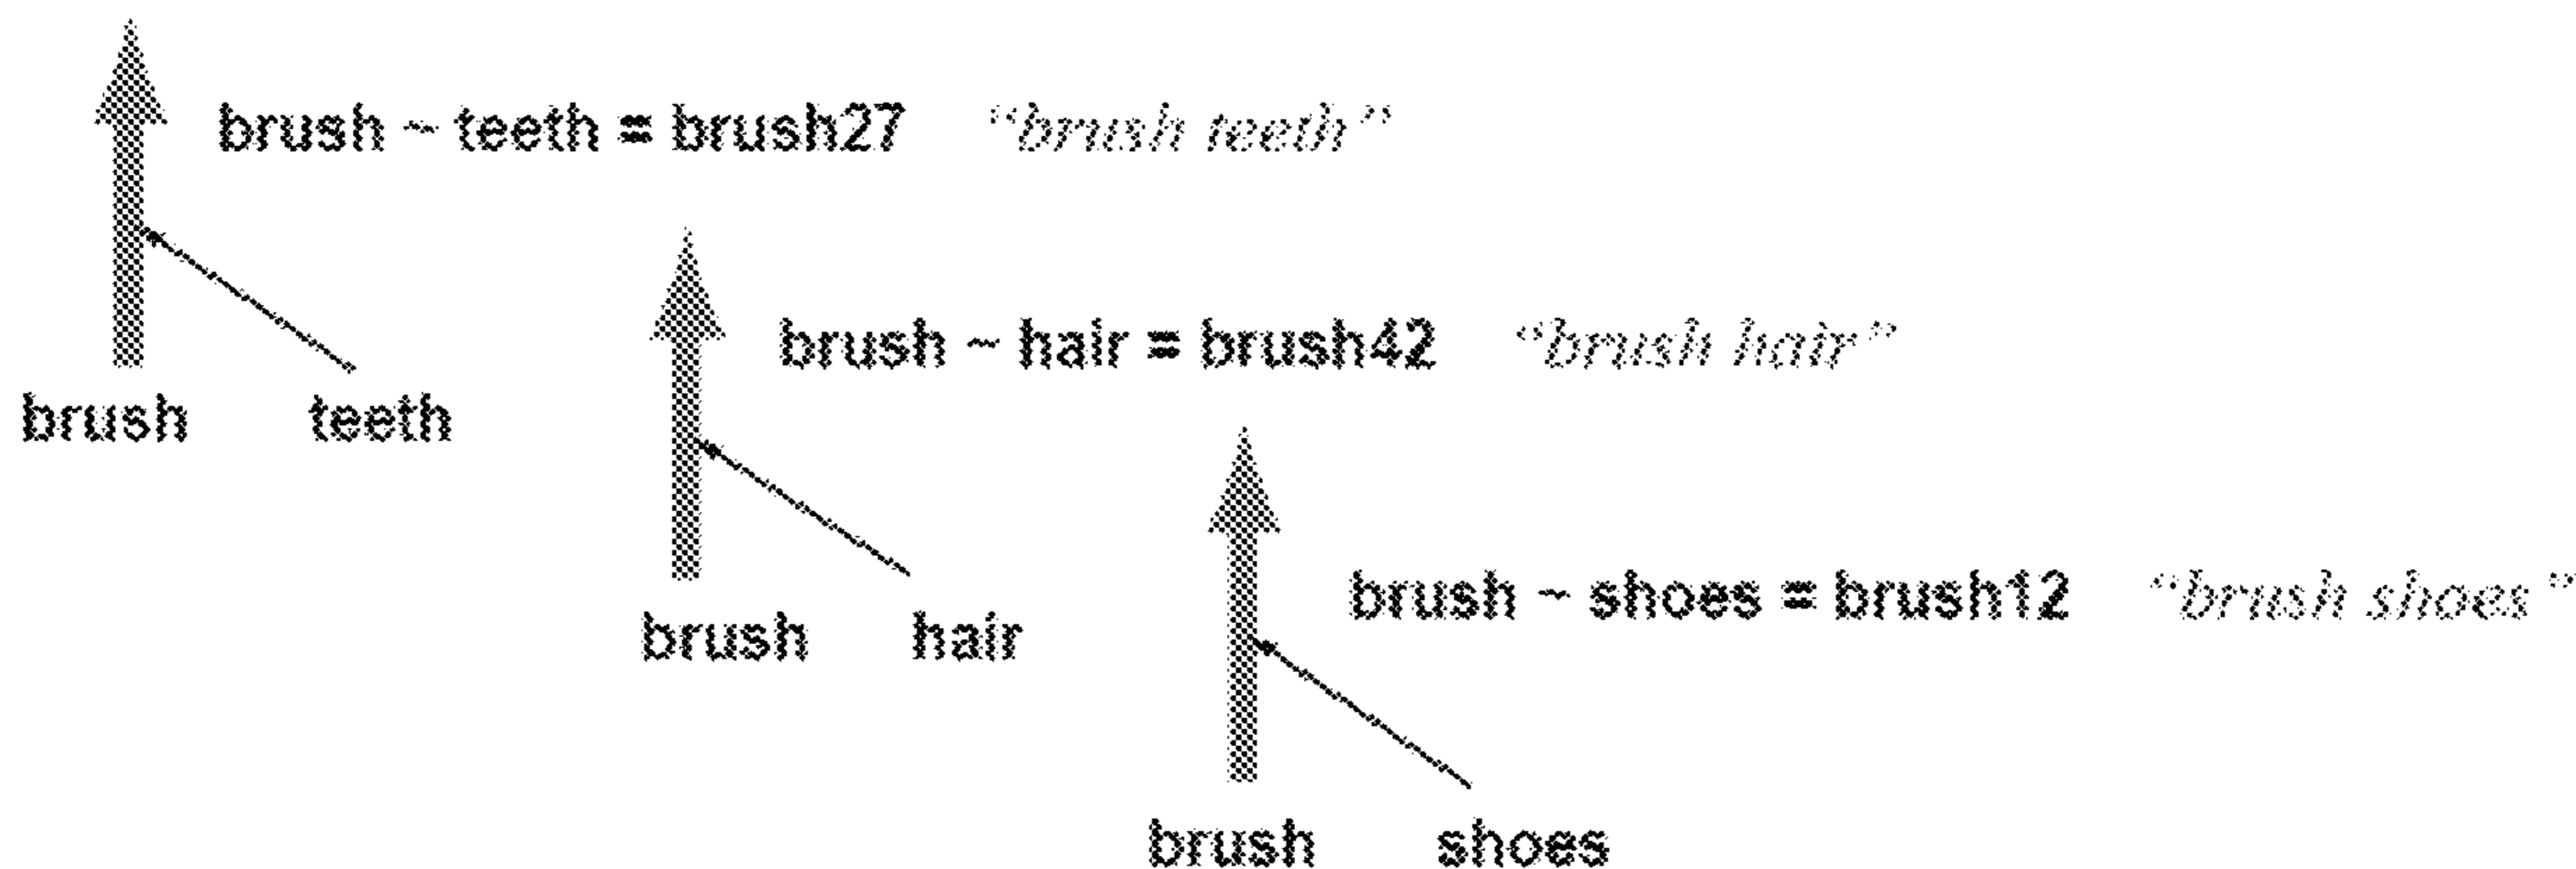 brush ~ teeth = brush27 “brush teeth”
brush ~ hair = brush42 “brush hair”
brush teeth
brush ~ shoes = brush12 “brush shoes”
brush hair
brush shoes